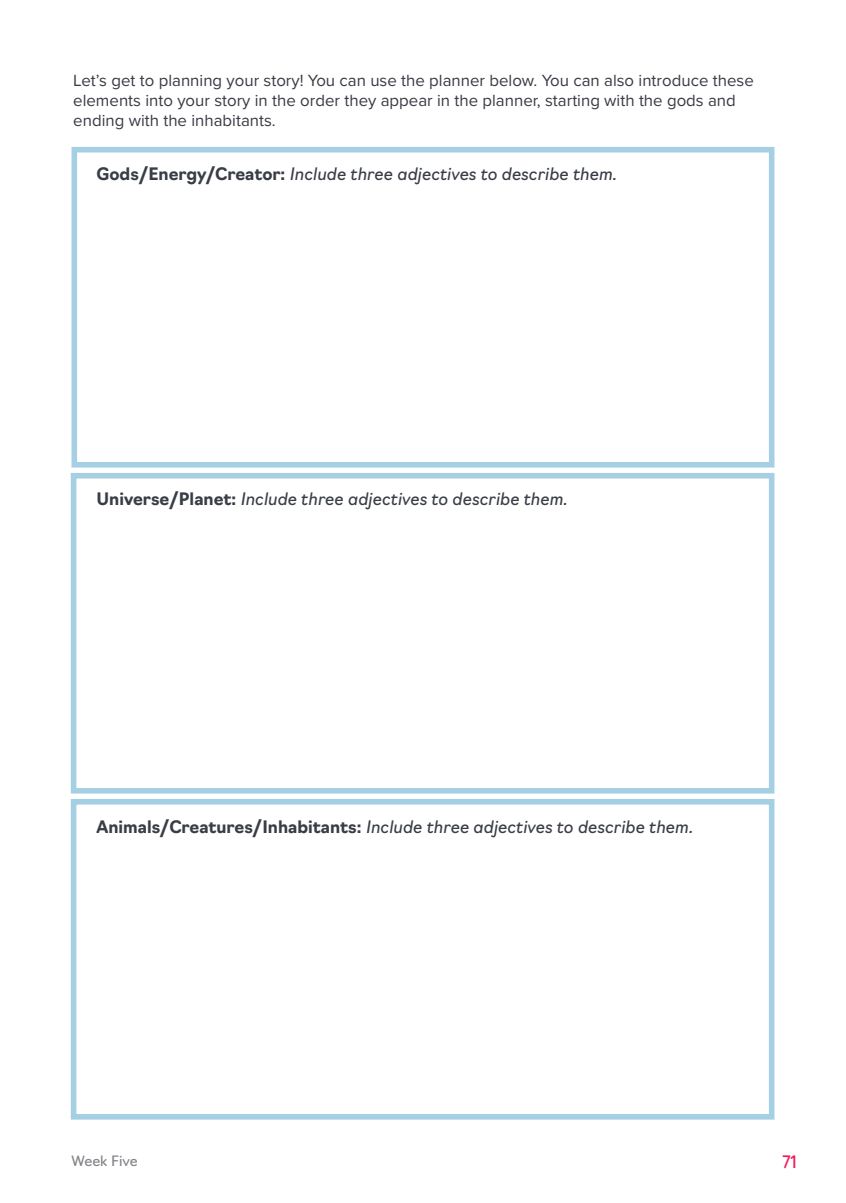 Let’s get to planning your story! You can use the planner below. You can also introduce these
elements into your story in the order they appear in the planner, starting with the gods and
ending with the inhabitants.
Gods/Energy/Creator: Include three adjectives to describe them.
Universe/Planet: Include three adjectives to describe them.
Animals/Creatures/Inhabitants: Include three adjectives to describe them.
Week Five
71